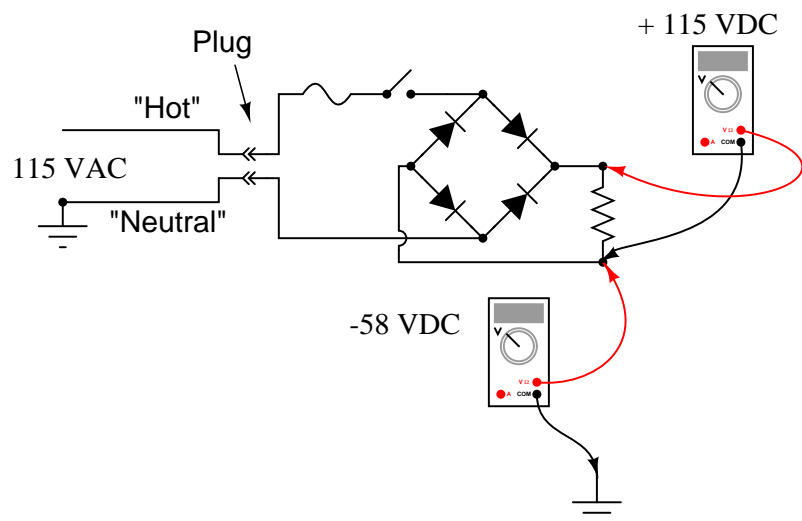 + 115 VDC
Plug
"Hot"
115 VAC
"Neutral"
V
V Ω
A COM
-58 VDC
V
V Ω
A COM